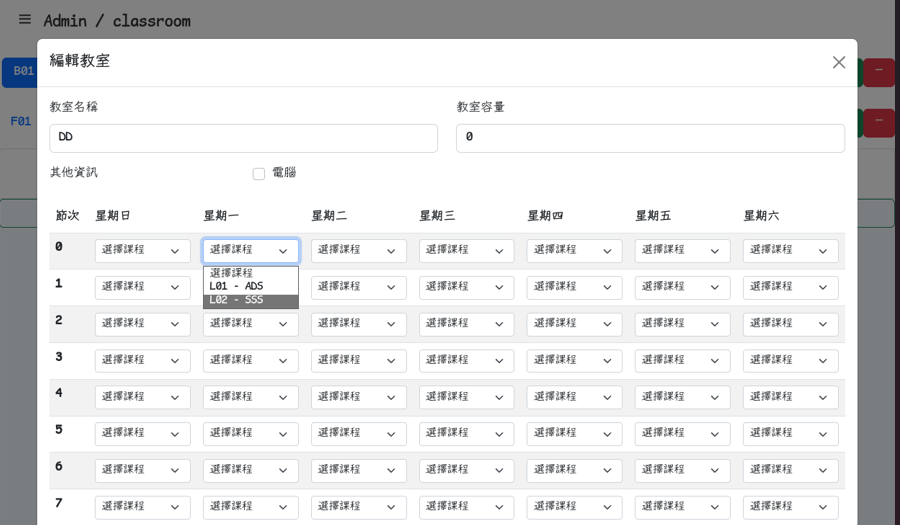 Admin / classroom
B01
F01
編輯教室
教室名稱 教室容量
DD 0
其他資訊 電腦
節次 星期日 星期一 星期二 星期三 星期四 星期五 星期六
0 選擇課程 選擇課程 選擇課程 選擇課程 選擇課程 選擇課程 選擇課程
選擇課程
L01 - ADS
L02 - SSS
1 選擇課程 選擇課程 選擇課程 選擇課程 選擇課程 選擇課程
2 選擇課程 選擇課程 選擇課程 選擇課程 選擇課程 選擇課程 選擇課程
3 選擇課程 選擇課程 選擇課程 選擇課程 選擇課程 選擇課程 選擇課程
4 選擇課程 選擇課程 選擇課程 選擇課程 選擇課程 選擇課程 選擇課程
5 選擇課程 選擇課程 選擇課程 選擇課程 選擇課程 選擇課程 選擇課程
6 選擇課程 選擇課程 選擇課程 選擇課程 選擇課程 選擇課程 選擇課程
7 選擇課程 選擇課程 選擇課程 選擇課程 選擇課程 選擇課程 選擇課程